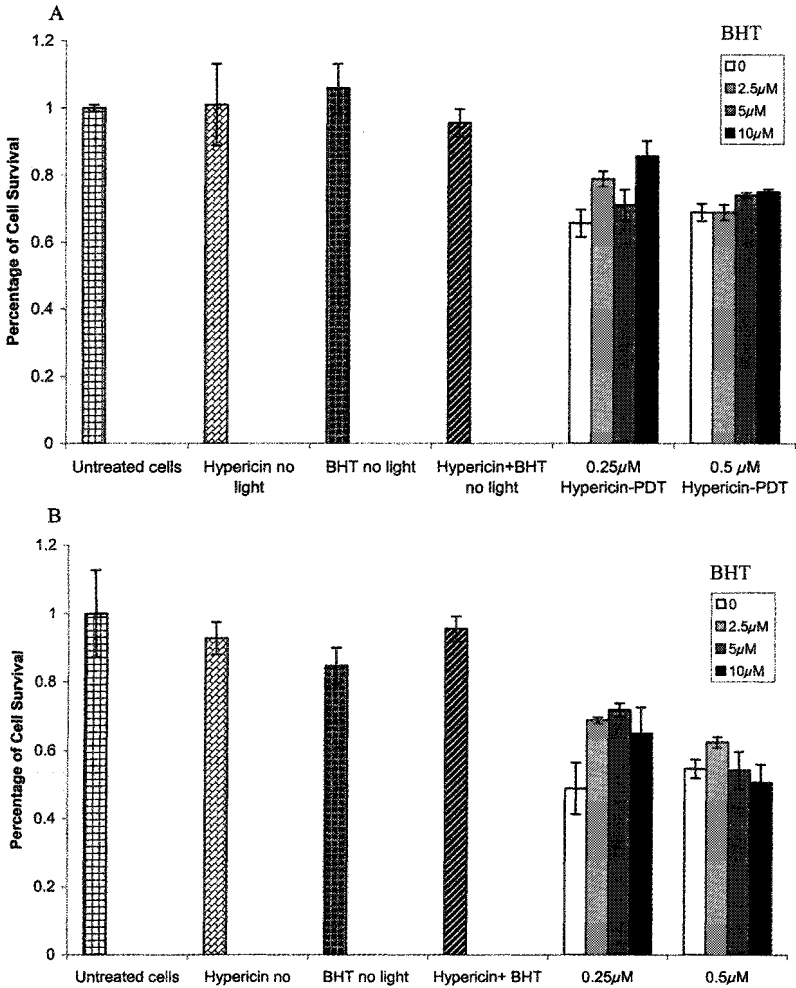 A
BHT
0
2.5µM
5µM
10µM
Percentage of Cell Survival
1.2
1
0.8
0.6
0.4
0.2
0
Untreated cells
Hypericin no
light
BHT no light
Hypericin+BHT
no light
0.25µM
Hypericin-PDT
0.5 µM
Hypericin-PDT
B
BHT
0
2.5µM
5µM
10µM
Percentage of Cell Survival
1.2
1
0.8
0.6
0.4
0.2
0
Untreated cells
Hypericin no
BHT no light
Hypericin+ BHT
0.25µM
0.5µM